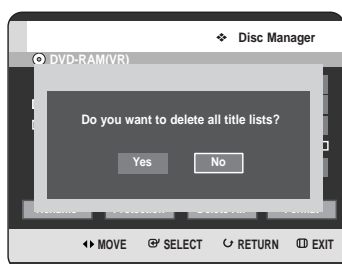 ❖ Disc Manager
DVD-RAM(VR)
Do you want to delete all title lists?
Yes No
MOVE SELECT RETURN EXIT